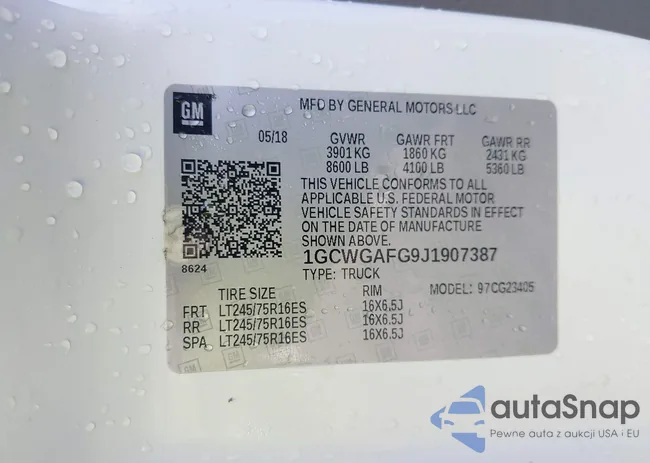 GM
MFD BY GENERAL MOTORS LLC
05/18 GVWR GAWR FRT GAWR RR
3901 KG 1860 KG 2431 KG
8600 LB 4100 LB 5360 LB
THIS VEHICLE CONFORMS TO ALL
APPLICABLE U.S. FEDERAL MOTOR
VEHICLE SAFETY STANDARDS IN EFFECT
ON THE DATE OF MANUFACTURE
SHOWN ABOVE.
8624
1GCWGAFG9J1907387
TYPE: TRUCK
TIRE SIZE RIM MODEL: 97CG23405
FRT LT245/75R16ES 16X6.5J
RR LT245/75R16ES 16X6.5J
SPA LT245/75R16ES 16X6.5J
autaSnap
Pewne auta z aukcji USA i EU